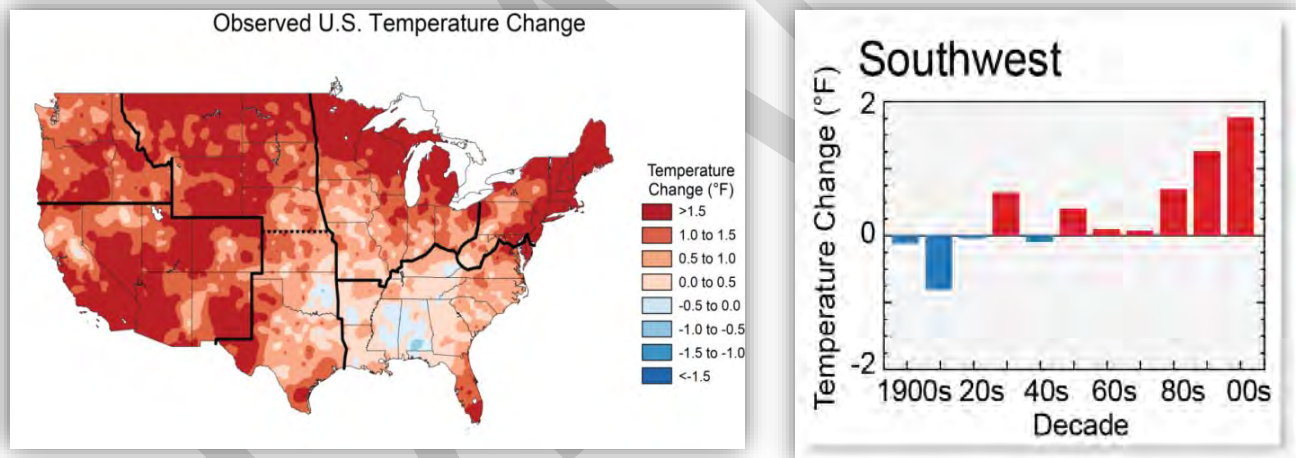 Observed U.S. Temperature Change
Temperature
Change (°F)
>1.5
1.0 to 1.5
0.5 to 1.0
0.0 to 0.5
-0.5 to 0.0
-1.0 to -0.5
-1.5 to -1.0
<-1.5
Southwest
Temperature Change (°F)
2
0
-2
1900s 20s 40s 60s 80s 00s
Decade